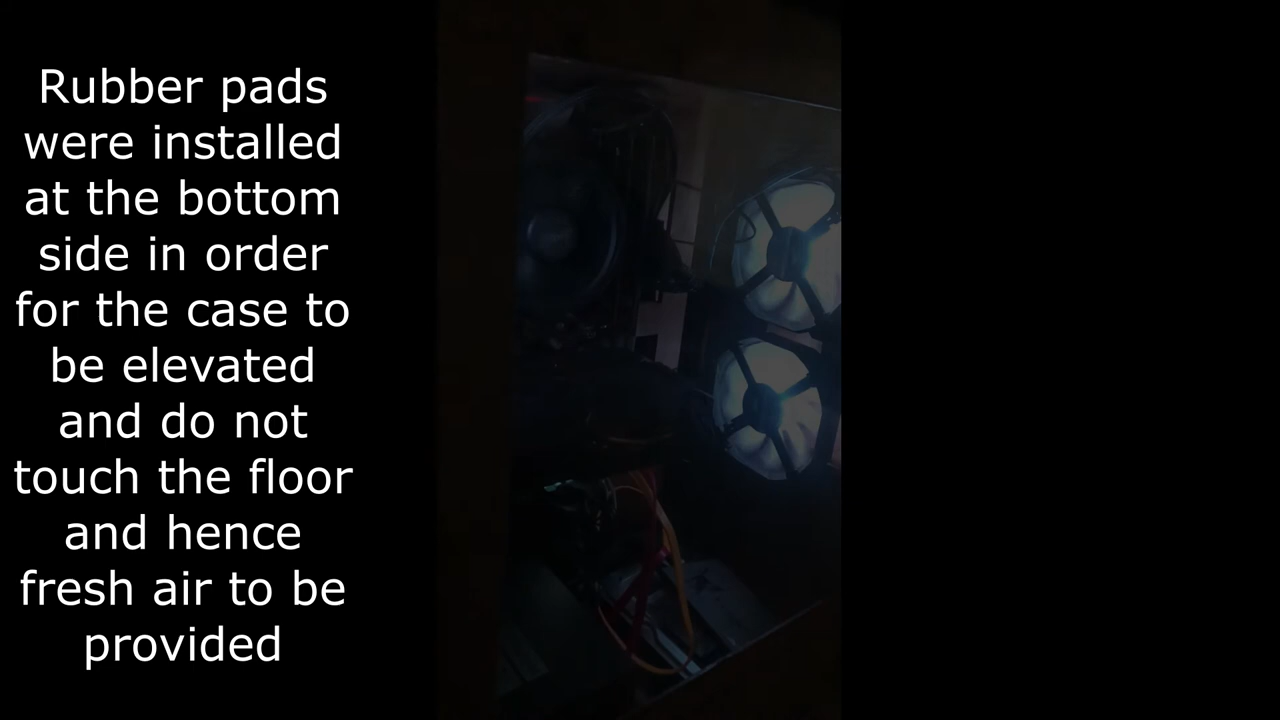 Rubber pads
were installed
at the bottom
side in order
for the case to
be elevated
and do not
touch the floor
and hence
fresh air to be
provided